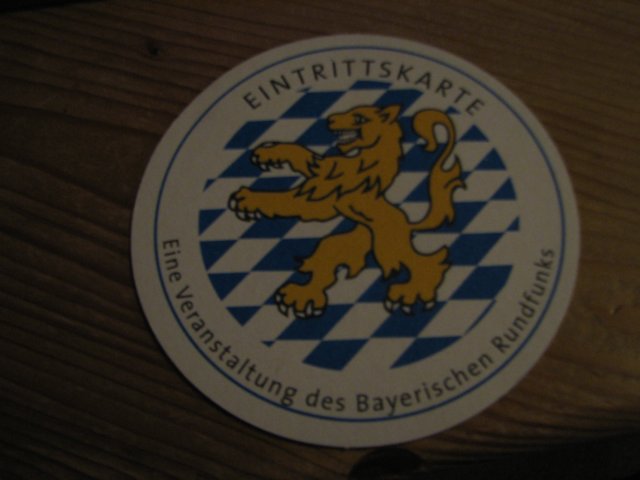 EINTRITTSKARTE
Eine Veranstaltung des Bayerischen Rundfunks